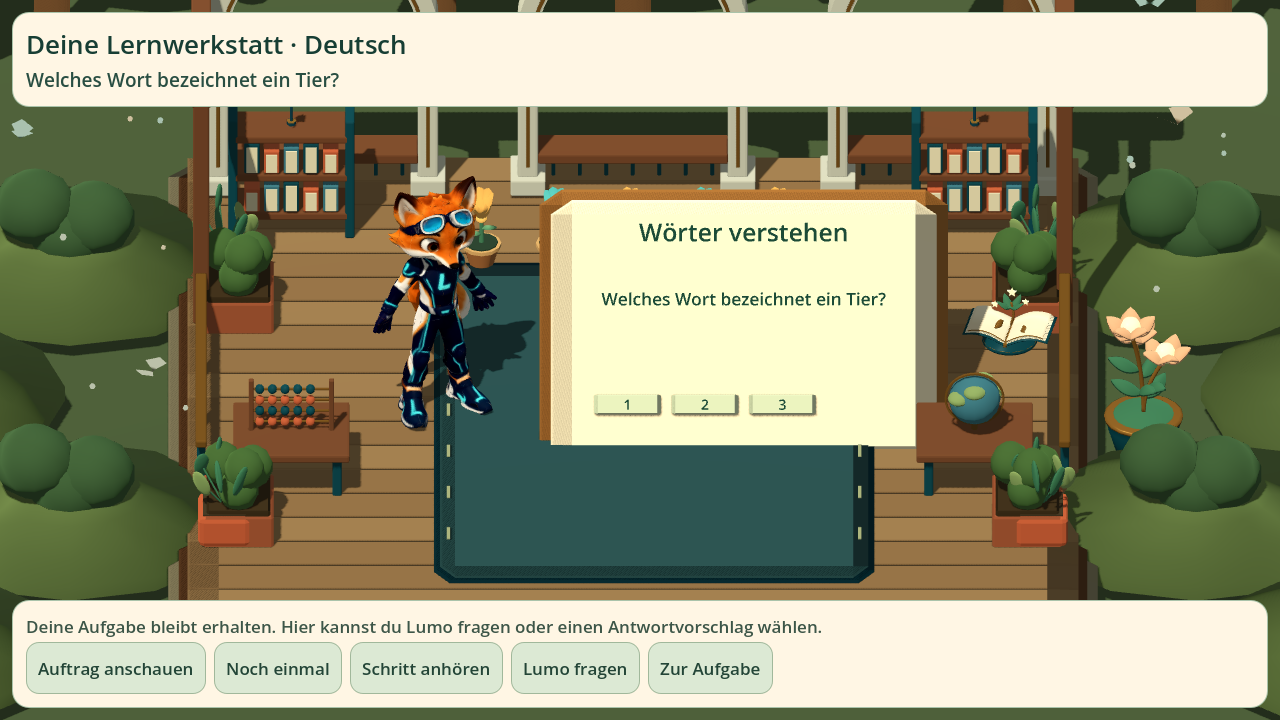 Deine Lernwerkstatt · Deutsch
Welches Wort bezeichnet ein Tier?
Wörter verstehen
Welches Wort bezeichnet ein Tier?
1 2 3
Deine Aufgabe bleibt erhalten. Hier kannst du Lumo fragen oder einen Antwortvorschlag wählen.
Auftrag anschauen Noch einmal Schritt anhören Lumo fragen Zur Aufgabe